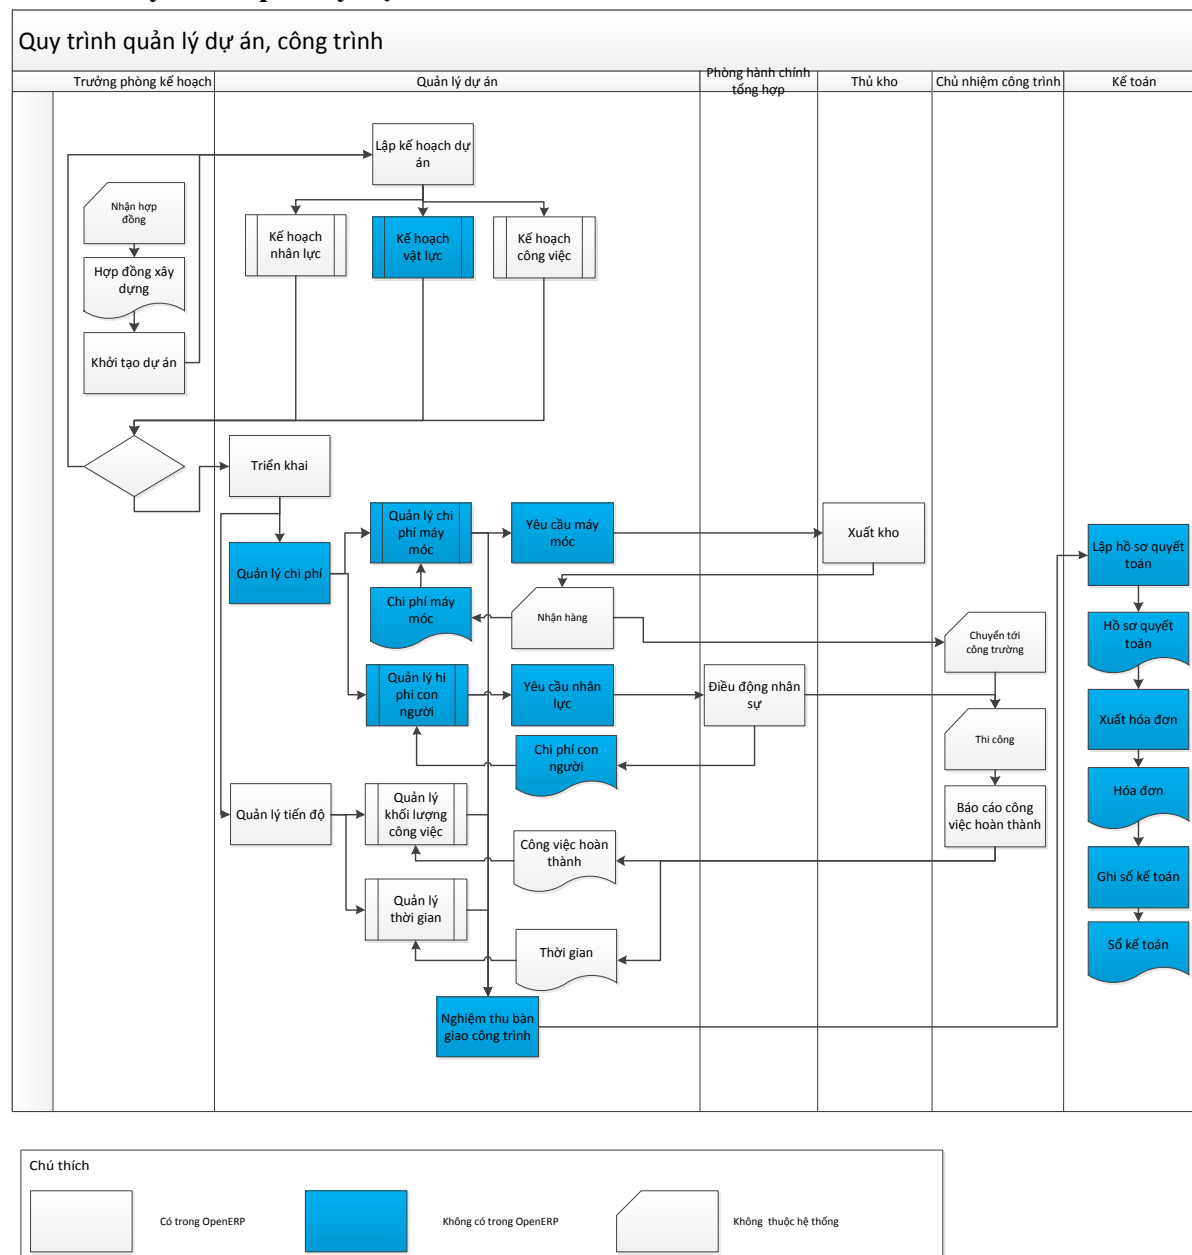 Quy trình quản lý dự án, công trình
Trưởng phòng kế hoạch
Quản lý dự án
Phòng hành chính
tổng hợp
Thủ kho
Chủ nhiệm công trình
Kế toán
Lập kế hoạch dự
án
Nhận hợp
đồng
Kế hoạch
nhân lực
Kế hoạch
vật lực
Kế hoạch
công việc
Hợp đồng xây
dựng
Khởi tạo dự án
Triển khai
Quản lý chi
phí máy
móc
Yêu cầu máy
móc
Xuất kho
Lập hồ sơ quyết
toán
Quản lý chi phí
Chi phí máy
móc
Nhận hàng
Chuyển tới
công trường
Hồ sơ quyết
toán
Quản lý hi
phi con
người
Yêu cầu nhân
lực
Điều động nhân
sự
Xuất hóa đơn
Chi phí con
người
Thi công
Quản lý tiến độ
Quản lý
khối lượng
công việc
Báo cáo công
việc hoàn thành
Hóa đơn
Công việc hoàn
thành
Ghi sổ kế toán
Quản lý
thời gian
Thời gian
Sổ kế toán
Nghiệm thu bàn
giao công trình
Chú thích
Có trong OpenERP
Không có trong OpenERP
Không thuộc hệ thống